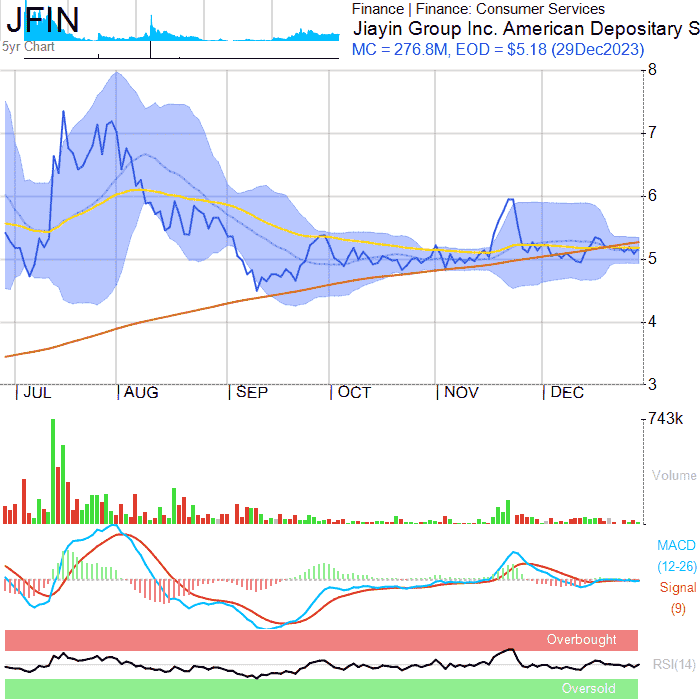 JFIN
5yr Chart
Finance | Finance: Consumer Services
Jiayin Group Inc. American Depositary S
MC = 276.8M, EOD = $5.18 (29Dec2023)
8
7
6
5
4
3
JUL AUG SEP OCT NOV DEC
743k
Volume
MACD
(12-26)
Signal
(9)
Overbought
RSI(14)
Oversold